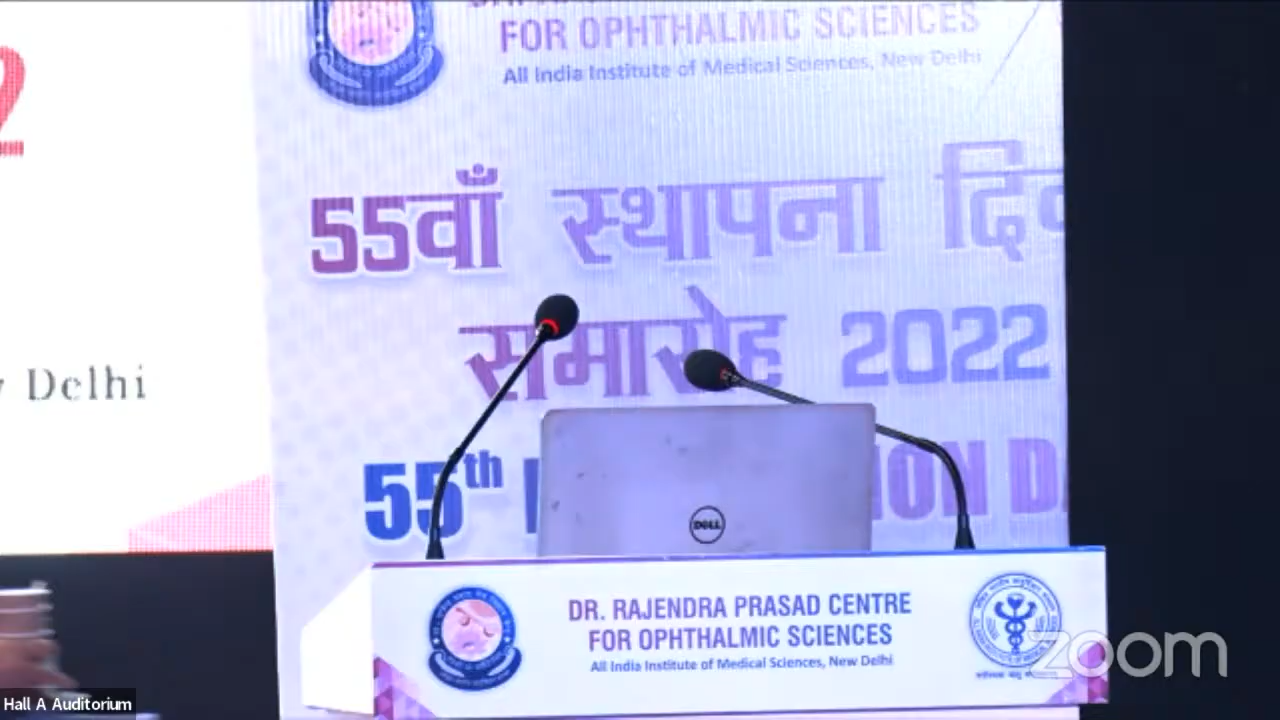 2
Delhi
FOR OPHTHALMIC SCIENCES
All India Institute of Medical Sciences, New Delhi
55वाँ स्थापना
समारोह 2022
55th
DELL
DR. RAJENDRA PRASAD CENTRE
FOR OPHTHALMIC SCIENCES
All India Institute of Medical Sciences, New Delhi
zoom
Hall A Auditorium